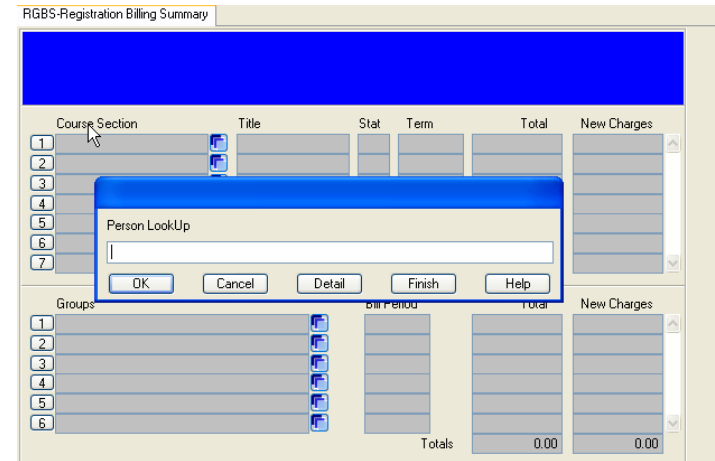 RGBS-Registration Billing Summary
Course Section Title Stat Term Total New Charges
1
2
3
4
5
6
7
Person LookUp
OK Cancel Detail Finish Help
Groups Bill Period Total New Charges
1
2
3
4
5
6
Totals 0.00 0.00